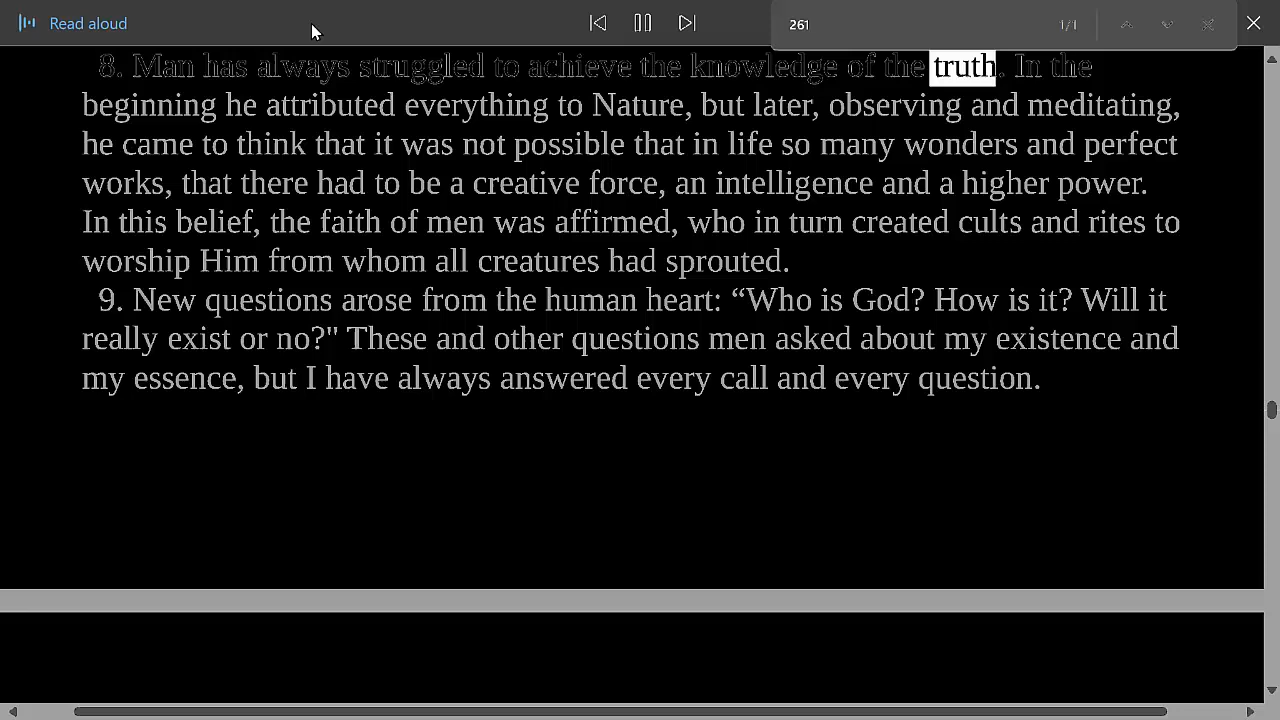 Read aloud
261
1/1
8. Man has always struggled to achieve the knowledge of the truth. In the
beginning he attributed everything to Nature, but later, observing and meditating,
he came to think that it was not possible that in life so many wonders and perfect
works, that there had to be a creative force, an intelligence and a higher power.
In this belief, the faith of men was affirmed, who in turn created cults and rites to
worship Him from whom all creatures had sprouted.
9. New questions arose from the human heart: “Who is God? How is it? Will it
really exist or no?" These and other questions men asked about my existence and
my essence, but I have always answered every call and every question.